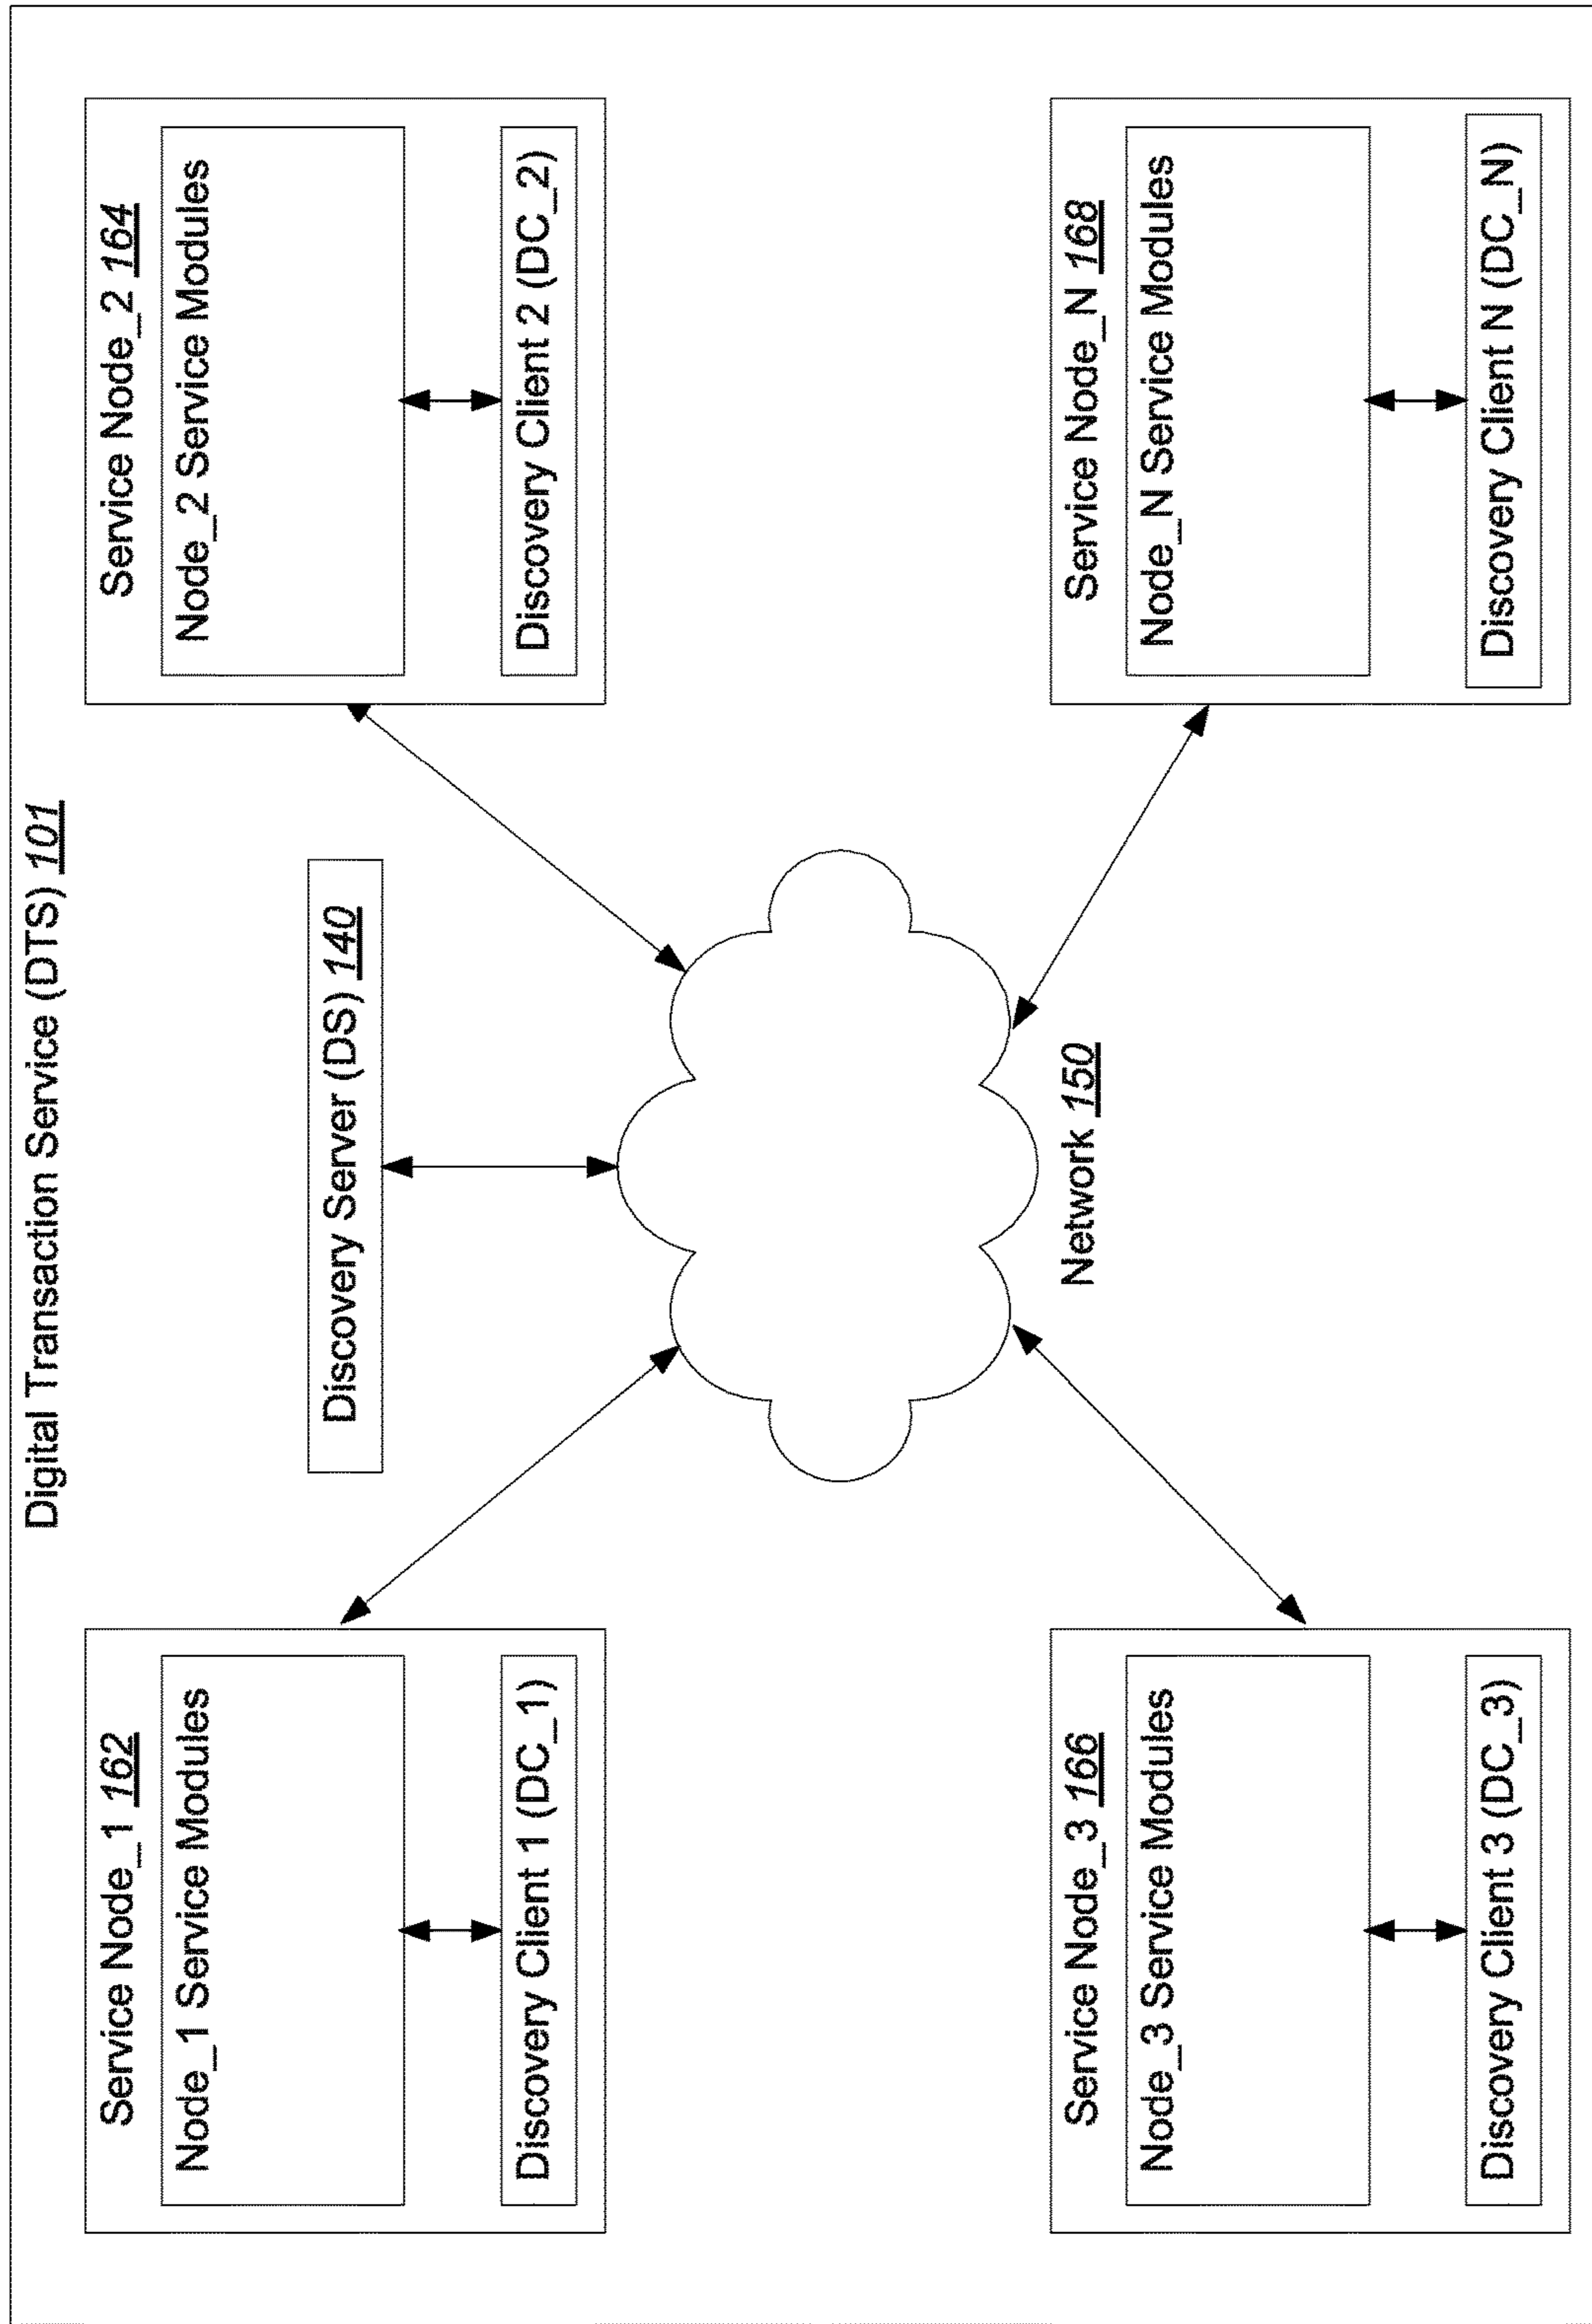 Digital Transaction Service (DTS) 101
Service Node_1 162
Node_1 Service Modules
Discovery Client 1 (DC_1)
Discovery Server (DS) 140
Service Node_2 164
Node_2 Service Modules
Discovery Client 2 (DC_2)
Network 150
Service Node_3 166
Node_3 Service Modules
Discovery Client 3 (DC_3)
Service Node_N 168
Node_N Service Modules
Discovery Client N (DC_N)